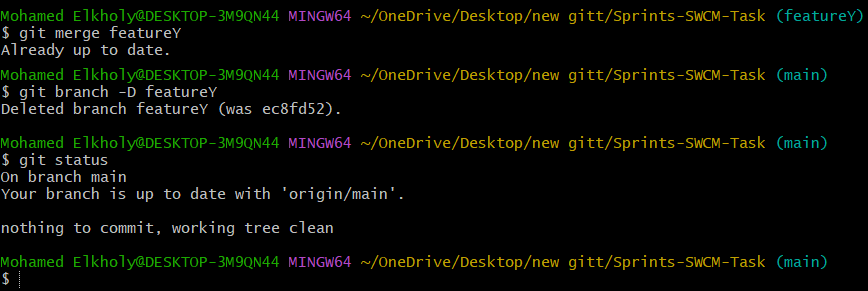 Mohamed Elkholy@DESKTOP-3M9QN44 MINGW64 ~/OneDrive/Desktop/new gitt/Sprints-SWCM-Task (featureY)
$ git merge featureY
Already up to date.
Mohamed Elkholy@DESKTOP-3M9QN44 MINGW64 ~/OneDrive/Desktop/new gitt/Sprints-SWCM-Task (main)
$ git branch -D featureY
Deleted branch featureY (was ec8fd52).
Mohamed Elkholy@DESKTOP-3M9QN44 MINGW64 ~/OneDrive/Desktop/new gitt/Sprints-SWCM-Task (main)
$ git status
On branch main
Your branch is up to date with 'origin/main'.
nothing to commit, working tree clean
Mohamed Elkholy@DESKTOP-3M9QN44 MINGW64 ~/OneDrive/Desktop/new gitt/Sprints-SWCM-Task (main)
$